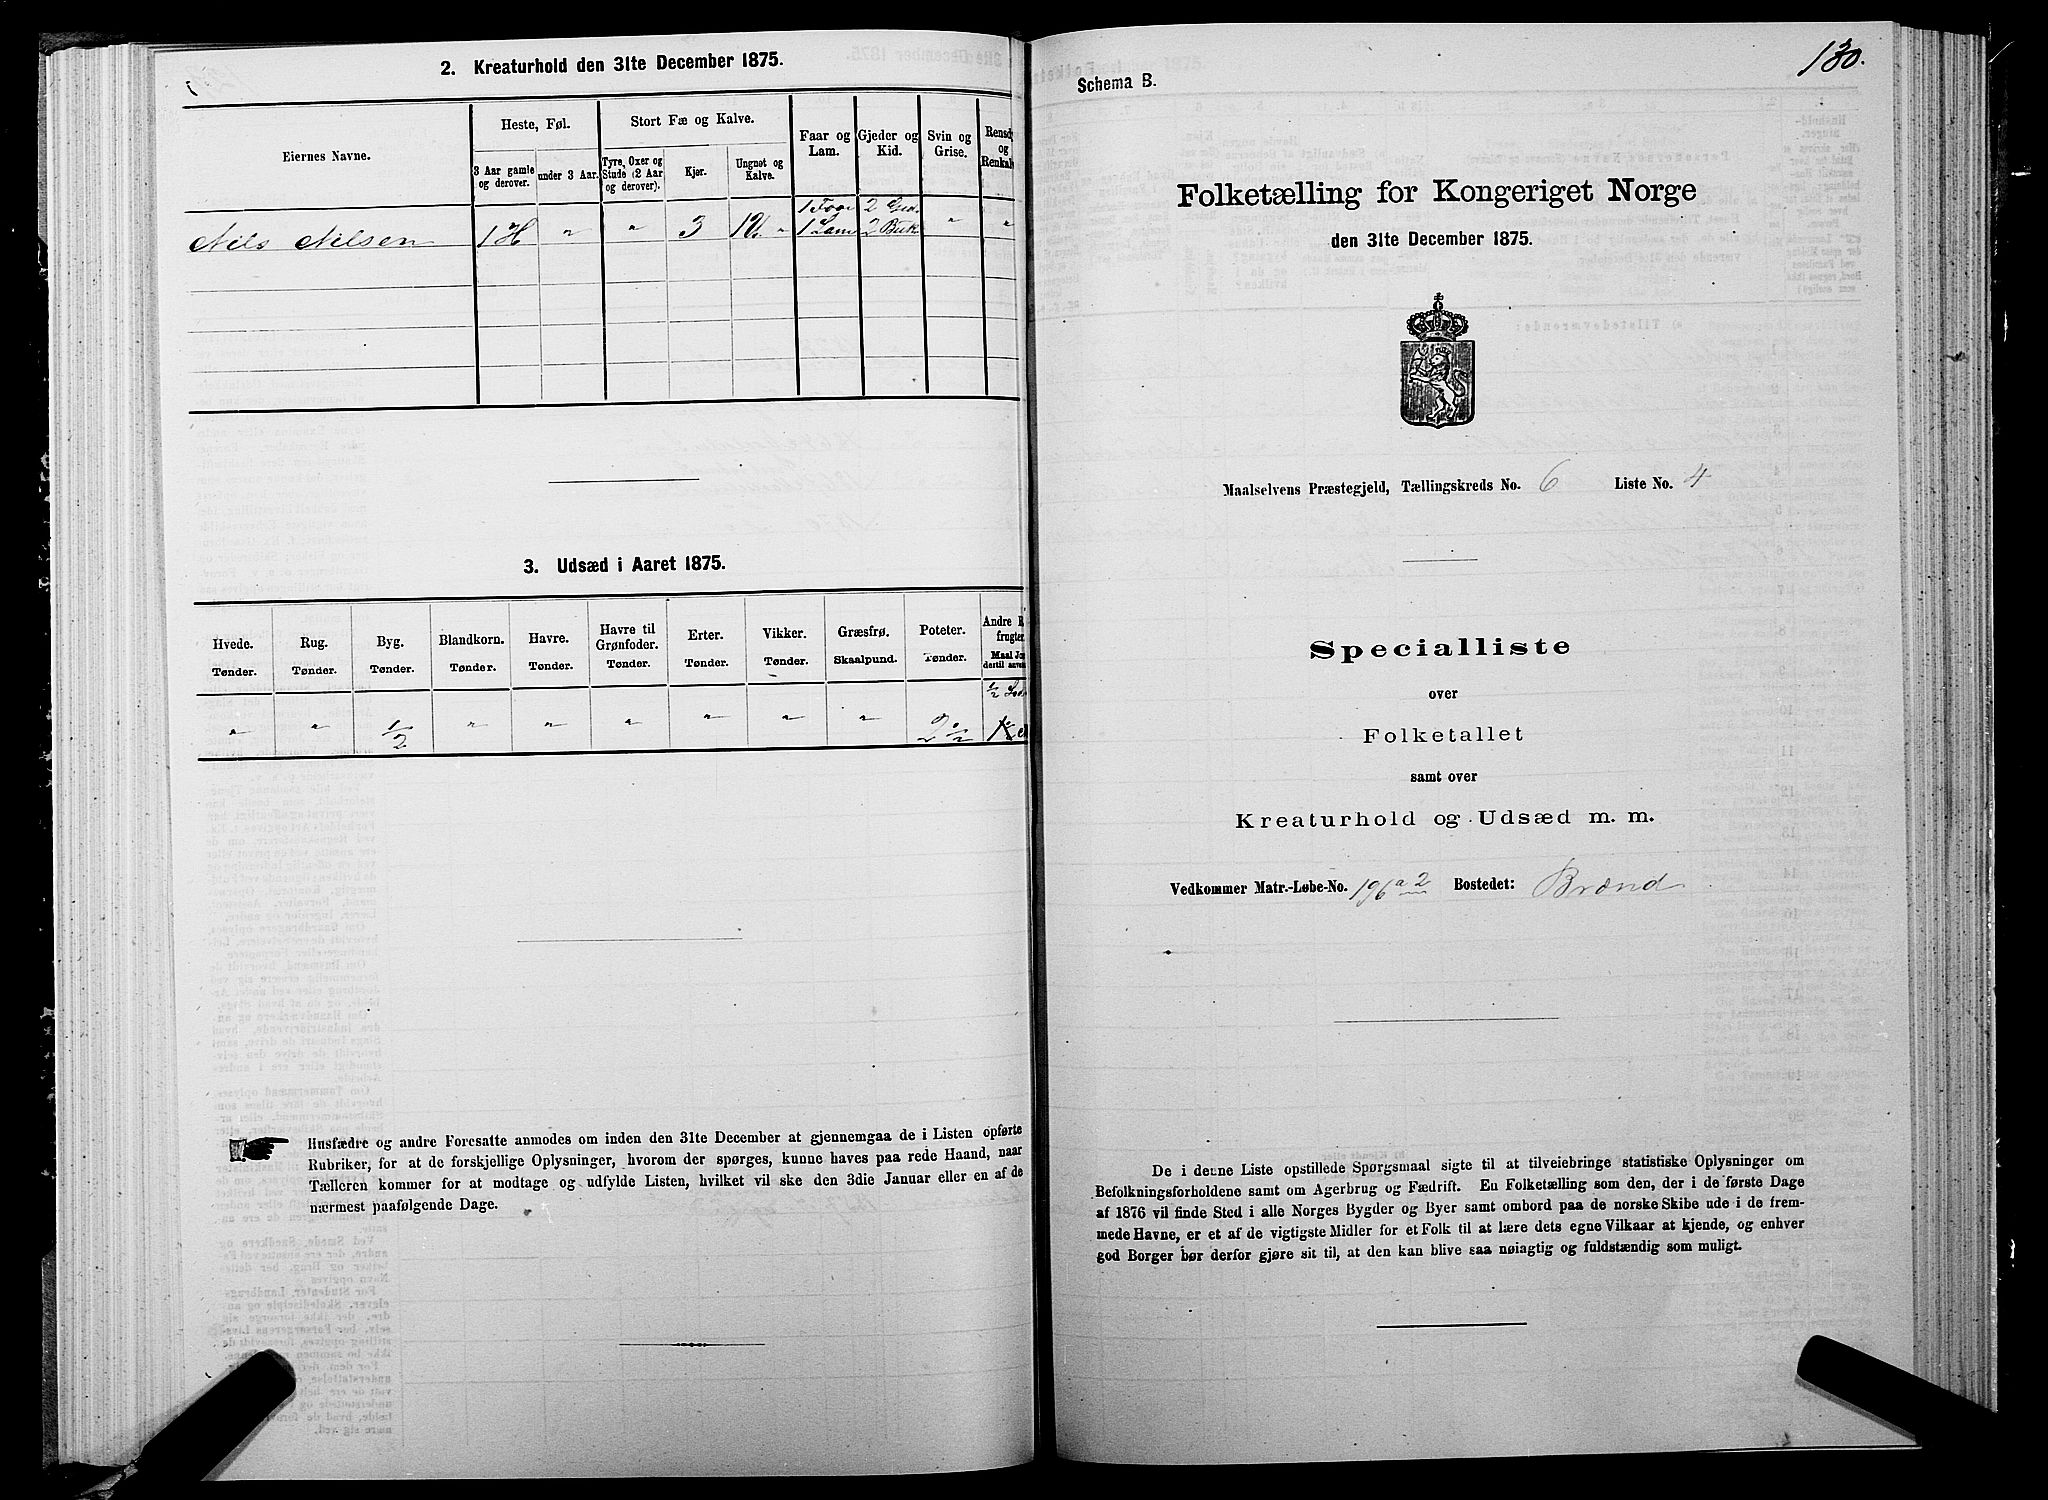 2. Kreaturhold den 31te December 1875.
Eiernes Navne.
Heste, Føl.
3 Aar gamle og derover.
under 3 Aar.
Stort Fæ og Kalve.
Tyre, Oxer og Stude (2 Aar og derover).
Kjør.
Ungnøt og Kalve.
Faar og Lam.
Gjeder og Kid.
Svin og Grise.
og
Nils Nilsen 1 H " " 3 1 U. " 1 Faar 1 Lam 2 Gied. 2 Buk " "
3. Udsæd i Aaret 1875.
Hvede. Rug. Byg. Blandkorn. Havre. Havre til Grønfoder. Erter. Vikker. Græsfrø. Poteter. Andre
Tønder. Tønder. Tønder. Tønder. Tønder. Tønder. Tønder. Tønder. Skaalpund. Tønder. Maal
" " 1/2 " " " " " " 2 1/2 1/2
Husfædre og andre Foresatte anmodes om inden den 31te December at gjennemgaa de i Listen opførte
Rubriker, for at de forskjellige Oplysninger, hvorom der spørges, kunne haves paa rede Haand, naar
Tælleren kommer for at modtage og udfylde Listen, hvilket vil ske den 3die Januar eller en af de
nærmest paafølgende Dage.
130.
Schema B.
Folketælling for Kongeriget Norge
den 31te December 1875.
Maalselvens Præstegjeld, Tællingskreds No. 6 Liste No. 4
Specialliste
over
Folketallet
samt over
Kreaturhold og Udsæd m. m.
Vedkommer Matr.-Løbe-No. 196 a 2 Bostedet: Brænd
De i denne Liste opstillede Spørgsmaal sigte til at tilveiebringe statistiske Oplysninger om
Befolkningsforholdene samt om Agerbrug og Fædrift. En Folketælling som den, der i de første Dage
af 1876 vil finde Sted i alle Norges Bygder og Byer samt ombord paa de norske Skibe ude i frem-
mede Havne, er et af de vigtigste Midler for et Folk til at lære dets egne Vilkaar at kjende, og enhver
god Borger bør derfor gjøre sit til, at den kan blive saa nøiagtig og fuldstændig som muligt.